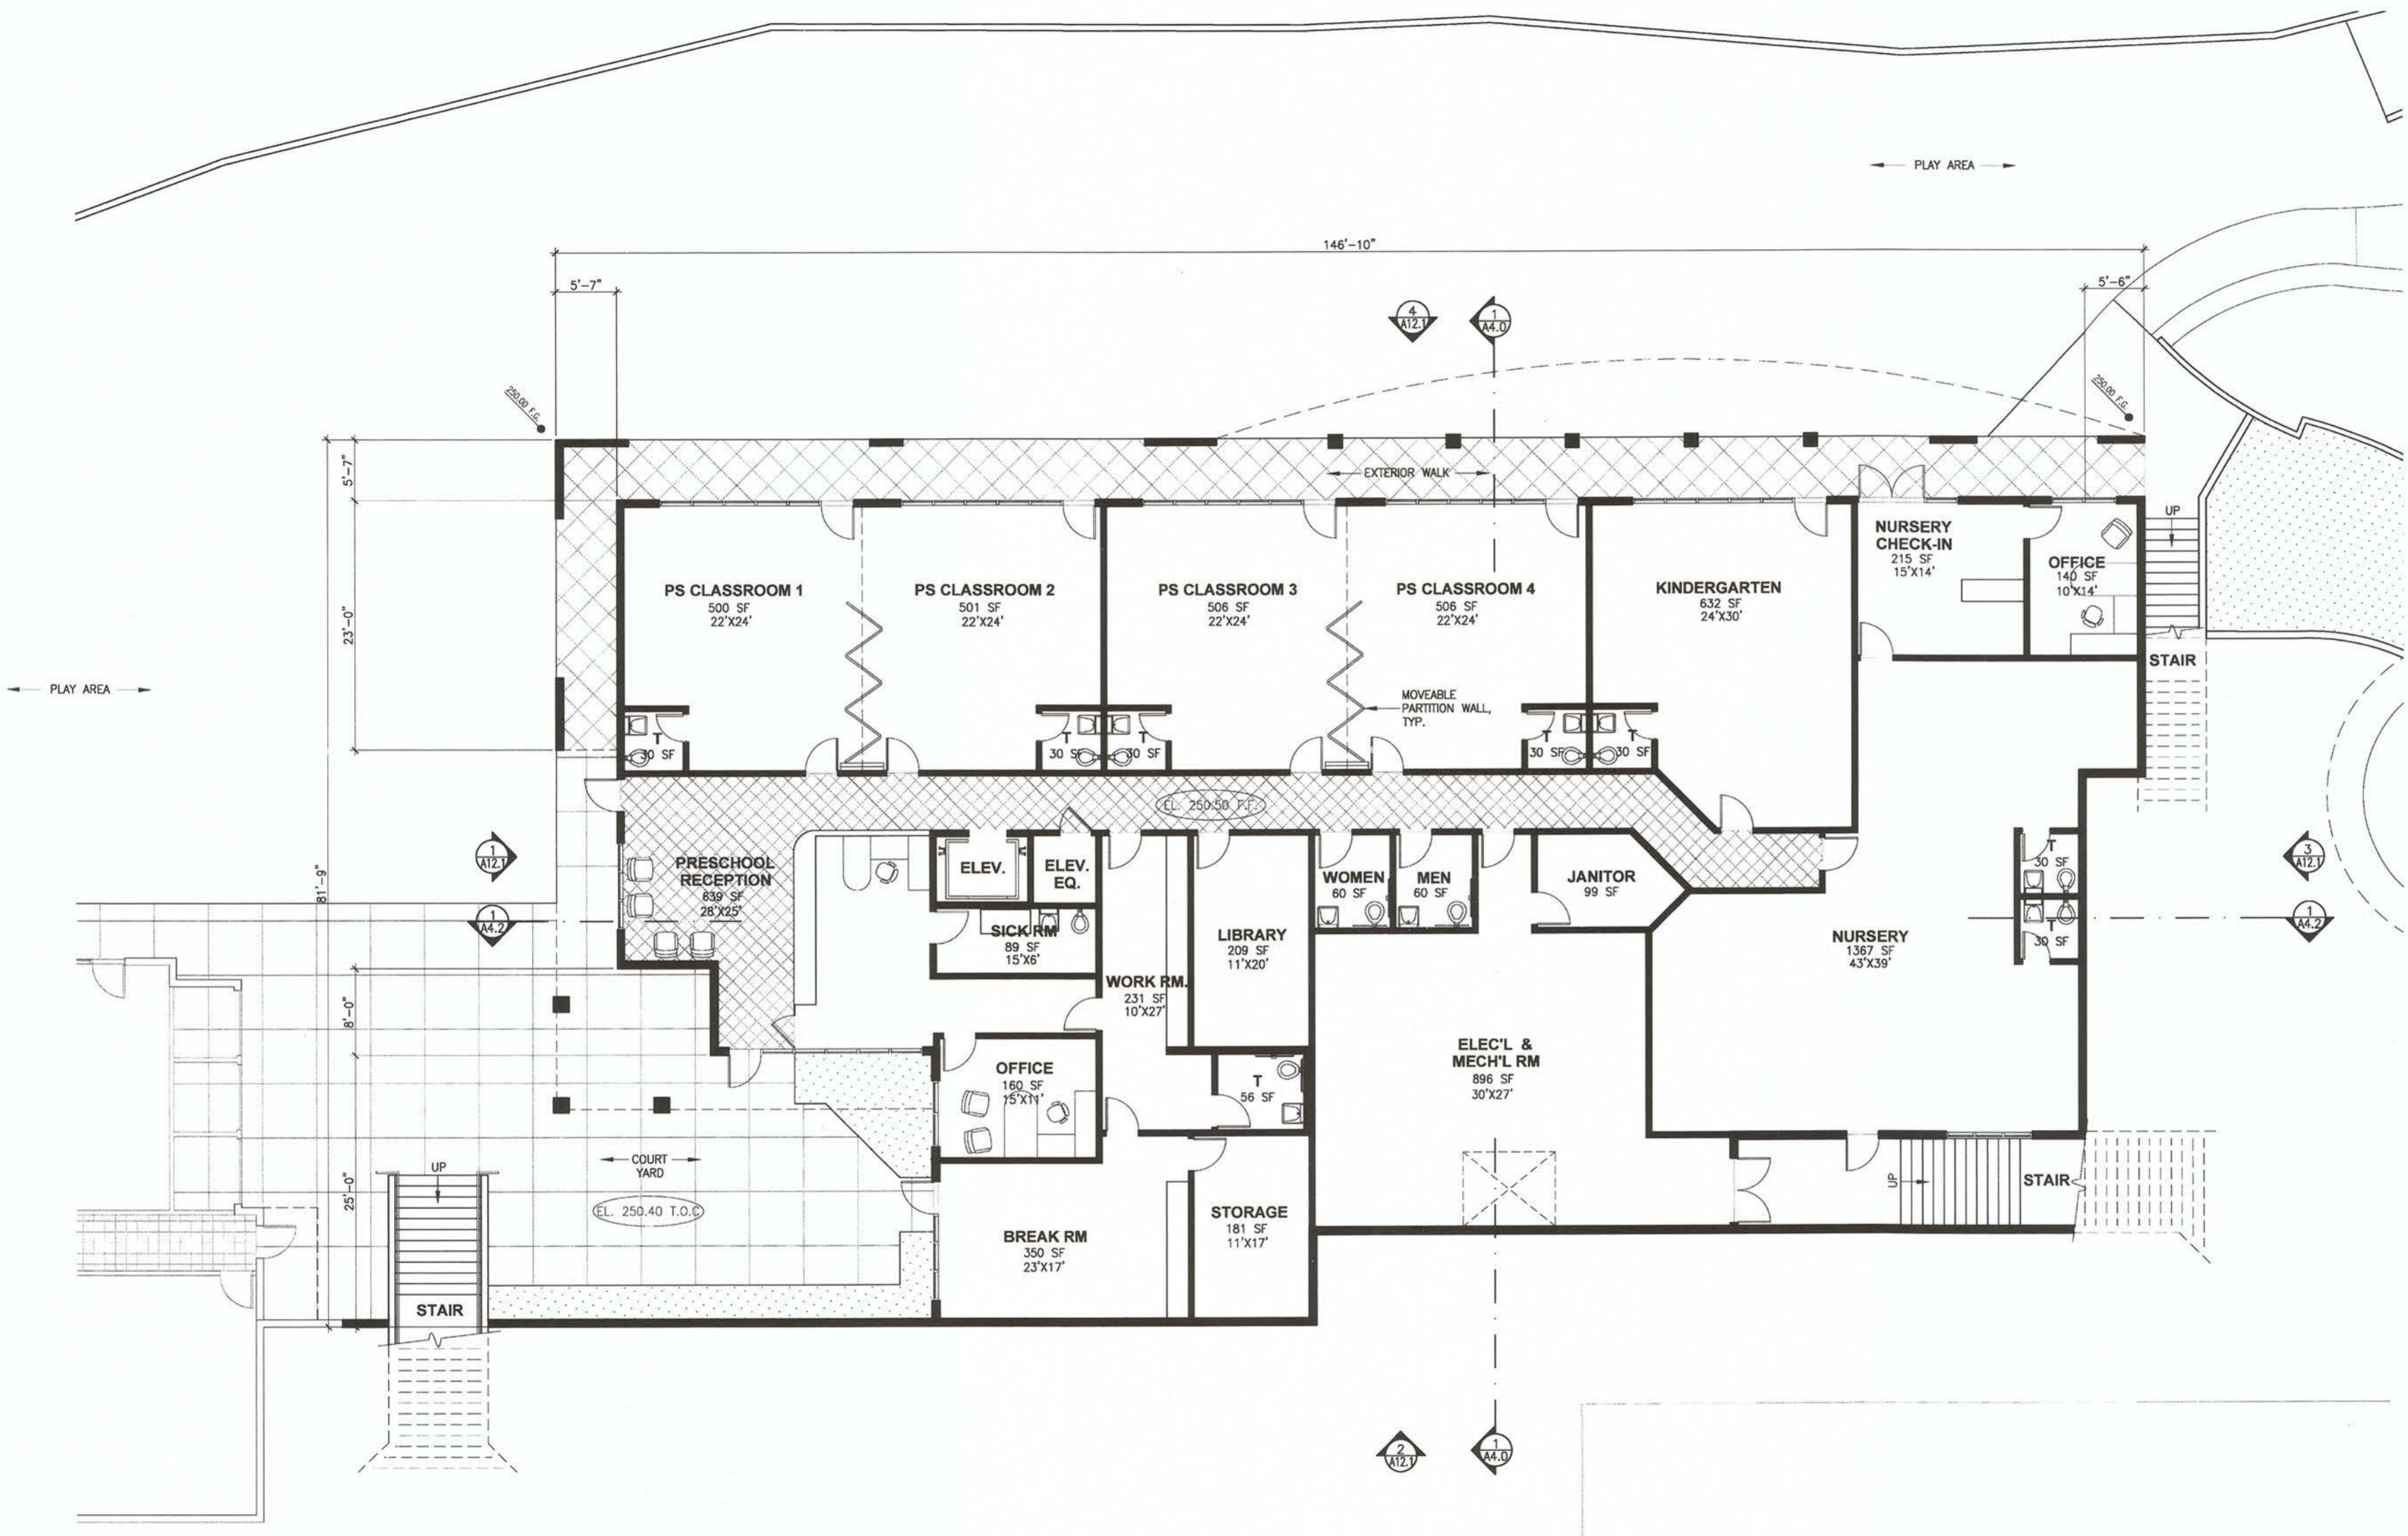 PLAY AREA
146'-10"
5'-7"
5'-6"
4
A12.1
1
A4.0
250.00 F.G.
250.00 F.G.
5'-7"
EXTERIOR WALK
23'-0"
81'-9"
PLAY AREA
PS CLASSROOM 1
500 SF
22'X24'
PS CLASSROOM 2
501 SF
22'X24'
PS CLASSROOM 3
506 SF
22'X24'
PS CLASSROOM 4
506 SF
22'X24'
KINDERGARTEN
632 SF
24'X30'
NURSERY
CHECK-IN
215 SF
15'X14'
OFFICE
140 SF
10'X14'
UP
STAIR
MOVEABLE
PARTITION WALL,
TYP.
T
30 SF
T
30 SF
T
30 SF
T
30 SF
T
30 SF
EL. 250.50 F.F.
1
A12.1
1
A4.2
PRESCHOOL
RECEPTION
639 SF
28'X25'
ELEV.
ELEV.
EQ.
SICK RM
89 SF
15'X6'
WORK RM.
231 SF
10'X27'
LIBRARY
209 SF
11'X20'
WOMEN
60 SF
MEN
60 SF
JANITOR
99 SF
T
30 SF
T
30 SF
3
A12.1
1
A4.2
NURSERY
1367 SF
43'X39'
8'-0"
OFFICE
160 SF
15'X11'
T
56 SF
ELEC'L &
MECH'L RM
896 SF
30'X27'
25'-0"
UP
COURT
YARD
EL. 250.40 T.O.C
STAIR
BREAK RM
350 SF
23'X17'
STORAGE
181 SF
11'X17'
UP
STAIR
2
A12.1
1
A4.0